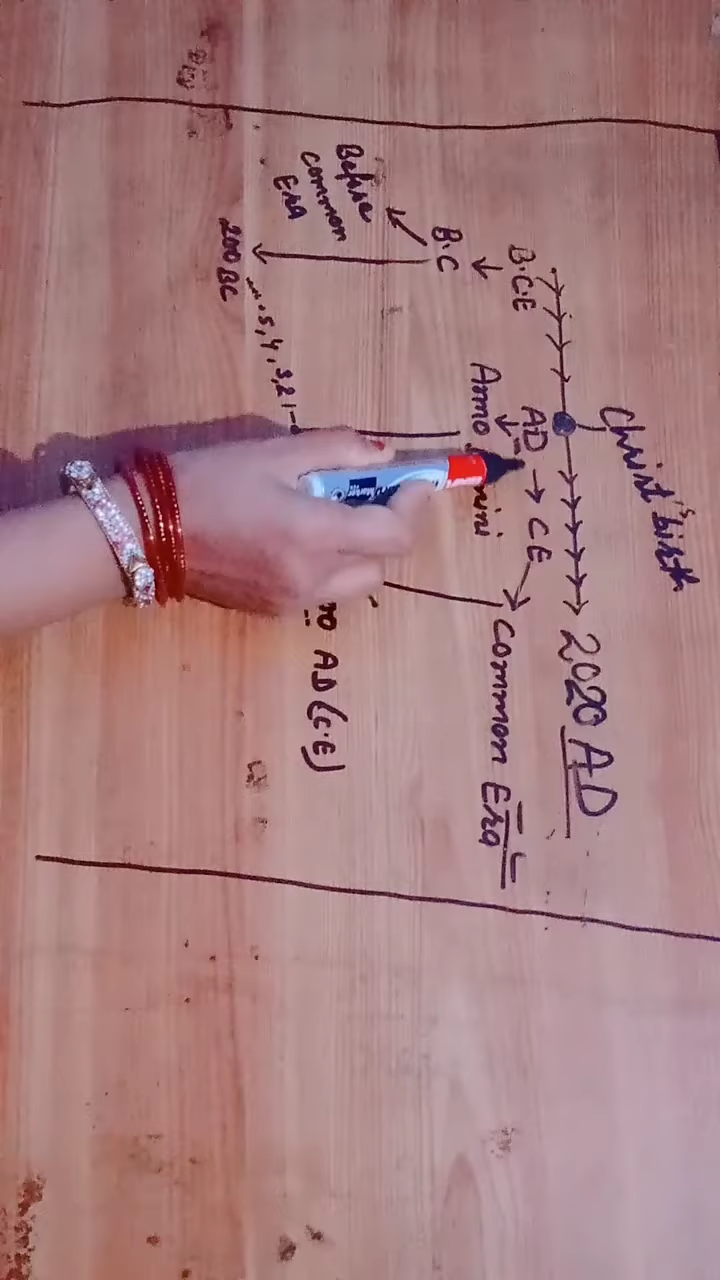 Christ's birth
2020 AD
B.C.E AD → CE → Common Era
B.C Anno
Before
common
Era
200 BC ....5,4,3,2,1 AD (C.E)